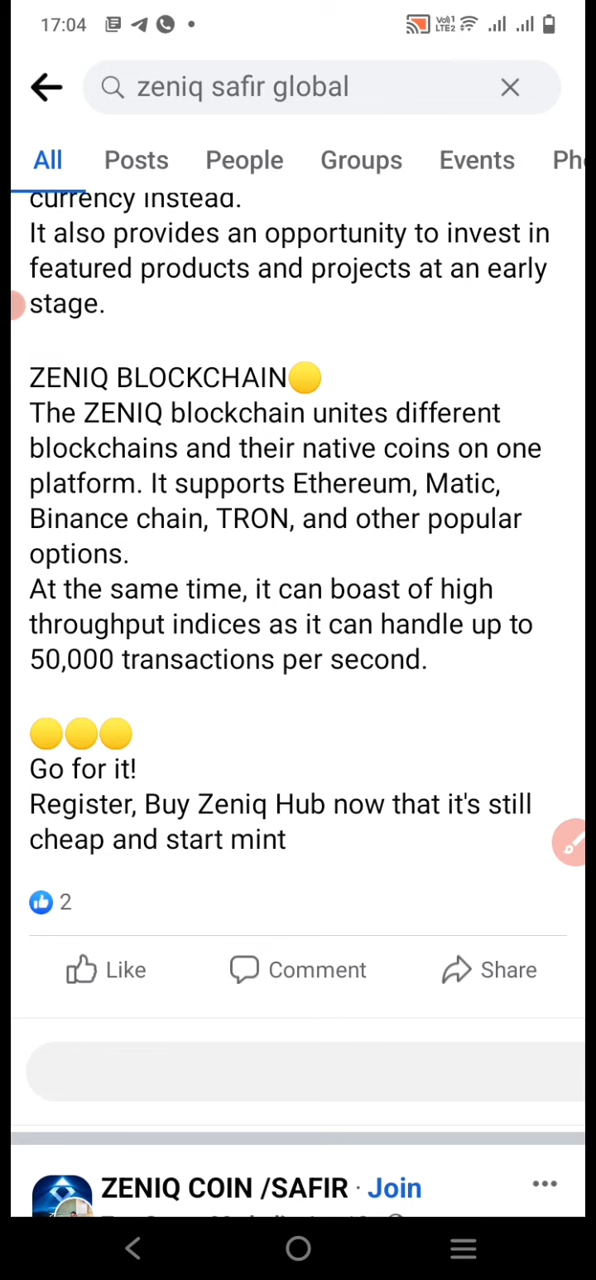 17:04
Vo) 1
LTE2
zeniq safir global
All Posts People Groups Events Ph
currency instead.
It also provides an opportunity to invest in
featured products and projects at an early
stage.
ZENIQ BLOCKCHAIN🟡
The ZENIQ blockchain unites different
blockchains and their native coins on one
platform. It supports Ethereum, Matic,
Binance chain, TRON, and other popular
options.
At the same time, it can boast of high
throughput indices as it can handle up to
50,000 transactions per second.
🟡🟡🟡
Go for it!
Register, Buy Zeniq Hub now that it's still
cheap and start mint
2
Like Comment Share
ZENIQ COIN /SAFIR · Join